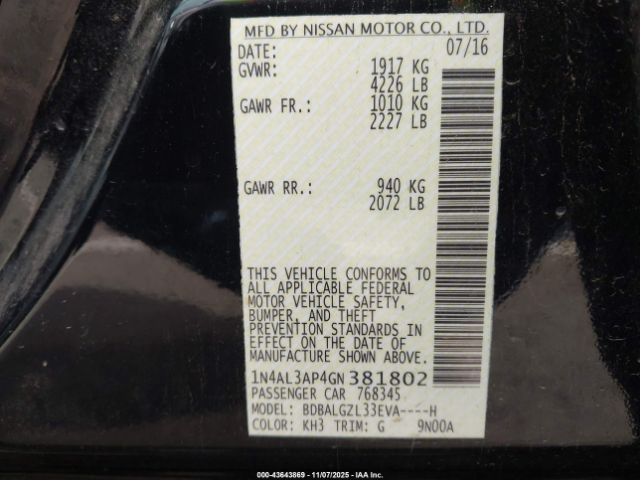 MFD BY NISSAN MOTOR CO., LTD.
DATE: 07/16
GVWR: 1917 KG
4226 LB
GAWR FR.: 1010 KG
2227 LB
GAWR RR.: 940 KG
2072 LB
THIS VEHICLE CONFORMS TO
ALL APPLICABLE FEDERAL
MOTOR VEHICLE SAFETY,
BUMPER, AND THEFT
PREVENTION STANDARDS IN
EFFECT ON THE DATE OF
MANUFACTURE SHOWN ABOVE.
1N4AL3AP4GN381802
PASSENGER CAR 768345
MODEL: BDBALGZL33EVA----H
COLOR: KH3 TRIM: G 9N00A
00-43643869 | 11/07/2025 - IAA Inc.